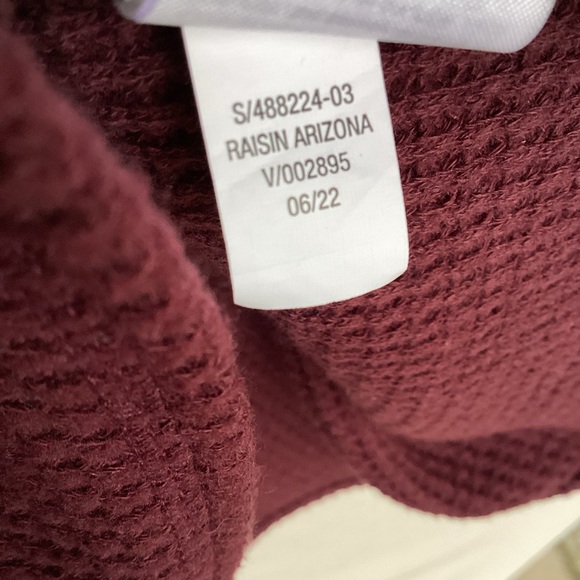 S/488224-03
RAISIN ARIZONA
V/002895
06/22